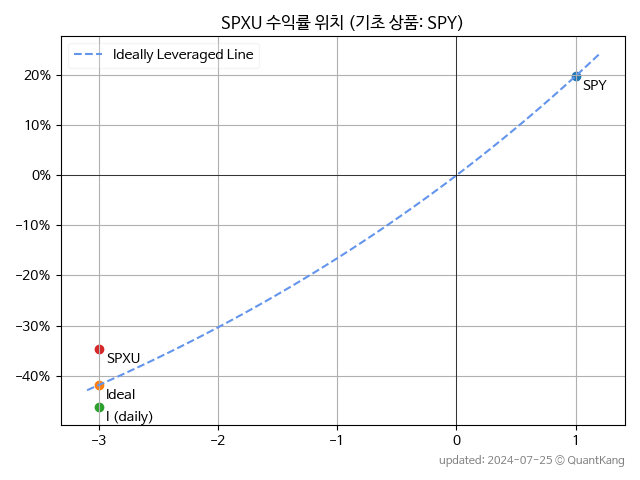 SPXU 수익률 위치 (기초 상품: SPY)
Ideally Leveraged Line
20%
SPY
10%
0%
−10%
−20%
−30%
SPXU
−40%
Ideal
I (daily)
−3 −2 −1 0 1
updated: 2024-07-25 © QuantKang